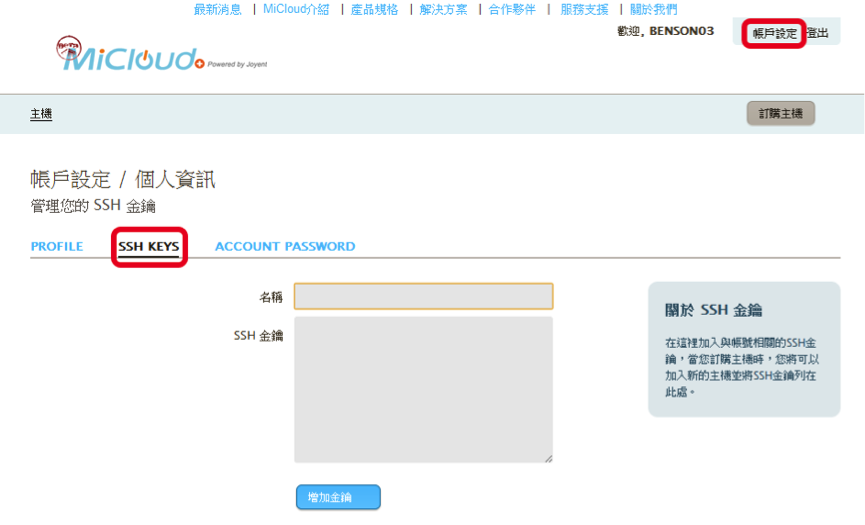 最新消息 | MiCloud介紹 | 產品規格 | 解決方案 | 合作夥伴 | 服務支援 | 關於我們
歡迎, BENSON03
帳戶設定 登出
MiCloud Powered by Joyent
主機
訂購主機
帳戶設定 / 個人資訊
管理您的 SSH 金鑰
PROFILE SSH KEYS ACCOUNT PASSWORD
名稱
SSH 金鑰
增加金鑰
關於 SSH 金鑰
在這裡加入與帳號相關的SSH金
鑰，當您訂購主機時，您將可以
加入新的主機並將SSH金鑰列在
此處。